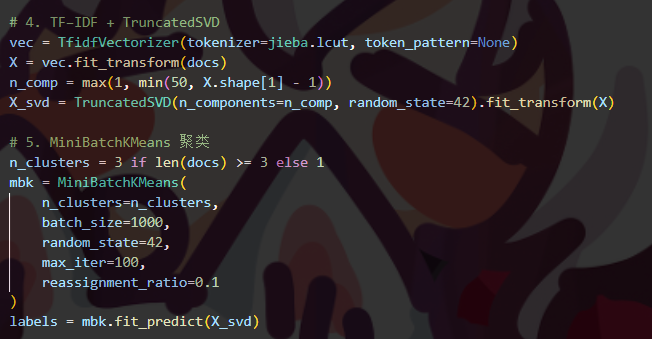 # 4. TF-IDF + TruncatedSVD
vec = TfidfVectorizer(tokenizer=jieba.lcut, token_pattern=None)
X = vec.fit_transform(docs)
n_comp = max(1, min(50, X.shape[1] - 1))
X_svd = TruncatedSVD(n_components=n_comp, random_state=42).fit_transform(X)

# 5. MiniBatchKMeans 聚类
n_clusters = 3 if len(docs) >= 3 else 1
mbk = MiniBatchKMeans(
    n_clusters=n_clusters,
    batch_size=1000,
    random_state=42,
    max_iter=100,
    reassignment_ratio=0.1
)
labels = mbk.fit_predict(X_svd)